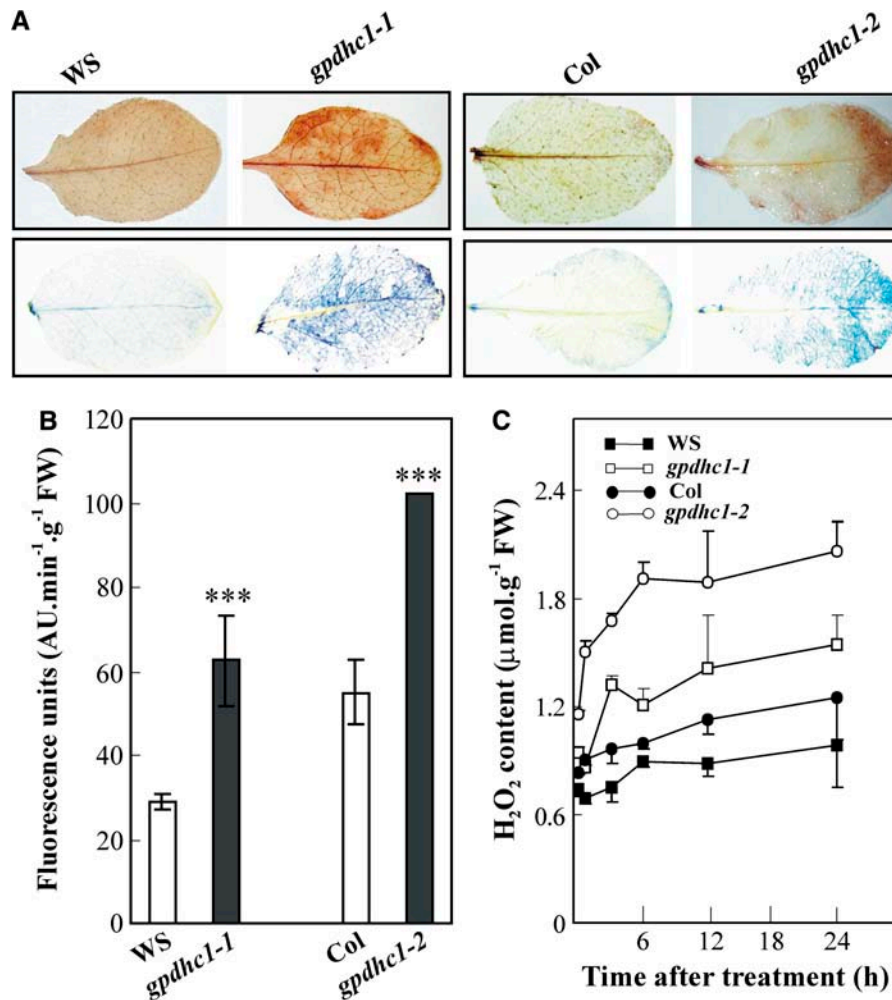 A
WS
gpdhc1-1
Col
gpdhc1-2
B
Fluorescence units (AU.min⁻¹.g⁻¹ FW)
120
100
80
60
40
20
0
***
***
WS
gpdhc1-1
Col
gpdhc1-2
C
H₂O₂ content (μmol.g⁻¹ FW)
2.4
1.8
1.2
0.6
0
WS
gpdhc1-1
Col
gpdhc1-2
6
12
18
24
Time after treatment (h)